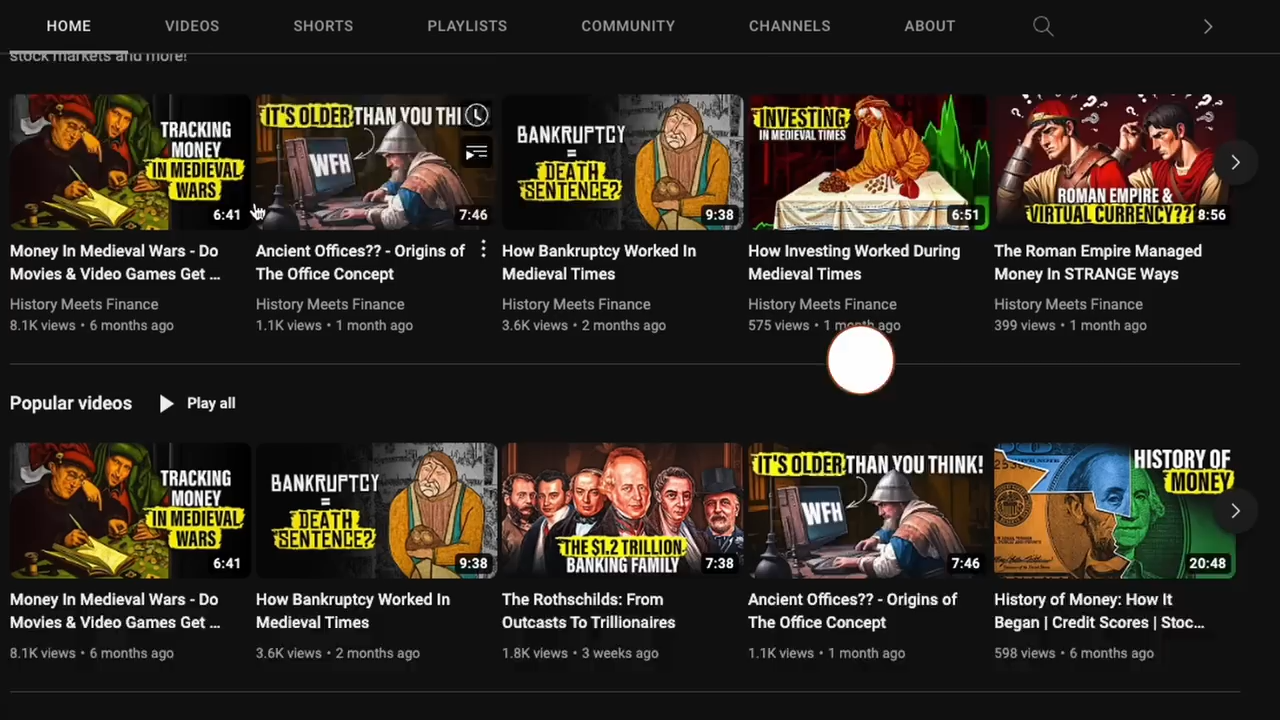 HOME VIDEOS SHORTS PLAYLISTS COMMUNITY CHANNELS ABOUT
stock markets and more!
TRACKING
MONEY
IN MEDIEVAL
WARS
6:41
IT'S OLDER THAN YOU THI
WFH
7:46
BANKRUPTCY
=
DEATH
SENTENCE?
9:38
INVESTING
IN MEDIEVAL TIMES
6:51
ROMAN EMPIRE &
VIRTUAL CURRENCY??
8:56
Money In Medieval Wars - Do
Movies & Video Games Get ...
History Meets Finance
8.1K views • 6 months ago
Ancient Offices?? - Origins of
The Office Concept
History Meets Finance
1.1K views • 1 month ago
How Bankruptcy Worked In
Medieval Times
History Meets Finance
3.6K views • 2 months ago
How Investing Worked During
Medieval Times
History Meets Finance
575 views • 1 month ago
The Roman Empire Managed
Money In STRANGE Ways
History Meets Finance
399 views • 1 month ago
Popular videos Play all
TRACKING
MONEY
IN MEDIEVAL
WARS
6:41
BANKRUPTCY
=
DEATH
SENTENCE?
9:38
THE $1.2 TRILLION
BANKING FAMILY
7:38
IT'S OLDER THAN YOU THINK!
WFH
7:46
HISTORY OF
MONEY
20:48
Money In Medieval Wars - Do
Movies & Video Games Get ...
8.1K views • 6 months ago
How Bankruptcy Worked In
Medieval Times
3.6K views • 2 months ago
The Rothschilds: From
Outcasts To Trillionaires
1.8K views • 3 weeks ago
Ancient Offices?? - Origins of
The Office Concept
1.1K views • 1 month ago
History of Money: How It
Began | Credit Scores | Stoc...
598 views • 6 months ago